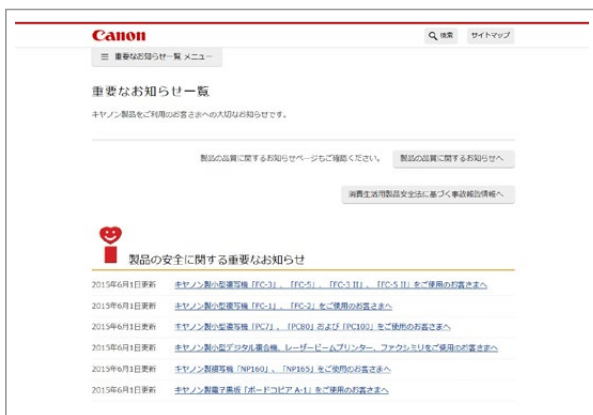 Canon
検索
サイトマップ
重要なお知らせ一覧 メニュー
重要なお知らせ一覧
キヤノン製品をご利用のお客さまへの大切なお知らせです。
製品の品質に関するお知らせページもご確認ください。
製品の品質に関するお知らせへ
消費生活用製品安全法に基づく事故報告情報へ
製品の安全に関する重要なお知らせ
2015年6月1日更新 キヤノン製小型複写機「FC-3」、「FC-5」、「FC-3 II」、「FC-5 II」をご使用のお客さまへ
2015年6月1日更新 キヤノン製小型複写機「FC-1」、「FC-2」をご使用のお客さまへ
2015年6月1日更新 キヤノン製小型複写機「PC7」、「PC80」および「PC100」をご使用のお客さまへ
2015年6月1日更新 キヤノン製小型デジタル複合機、レーザービームプリンター、ファクシミリをご使用のお客さまへ
2015年6月1日更新 キヤノン製複写機「NP160」、「NP165」をご使用のお客さまへ
2015年6月1日更新 キヤノン製電子黒板「ボードコピア A-1」をご使用のお客さまへ